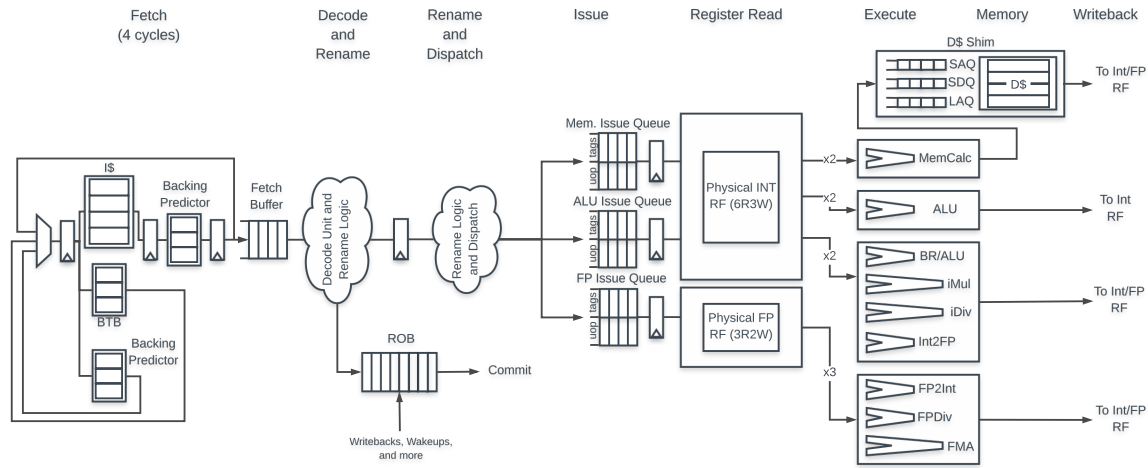 Fetch
(4 cycles)
Decode
and
Rename
Rename
and
Dispatch
Issue
Register Read
Execute
Memory
Writeback
D$ Shim
SAQ
SDQ
LAQ
D$
To Int/FP
RF
Mem. Issue Queue
tags
uop
Physical INT
RF (6R3W)
x2
MemCalc
I$
Backing
Predictor
Fetch
Buffer
Decode Unit and
Rename Logic
Rename Logic
and Dispatch
ALU Issue Queue
tags
uop
x2
ALU
To Int
RF
x2
BR/ALU
iMul
iDiv
Int2FP
To Int/FP
RF
BTB
FP Issue Queue
tags
uop
Physical FP
RF (3R2W)
Backing
Predictor
ROB
Commit
x3
FP2Int
FPDiv
FMA
To Int/FP
RF
Writebacks, Wakeups,
and more